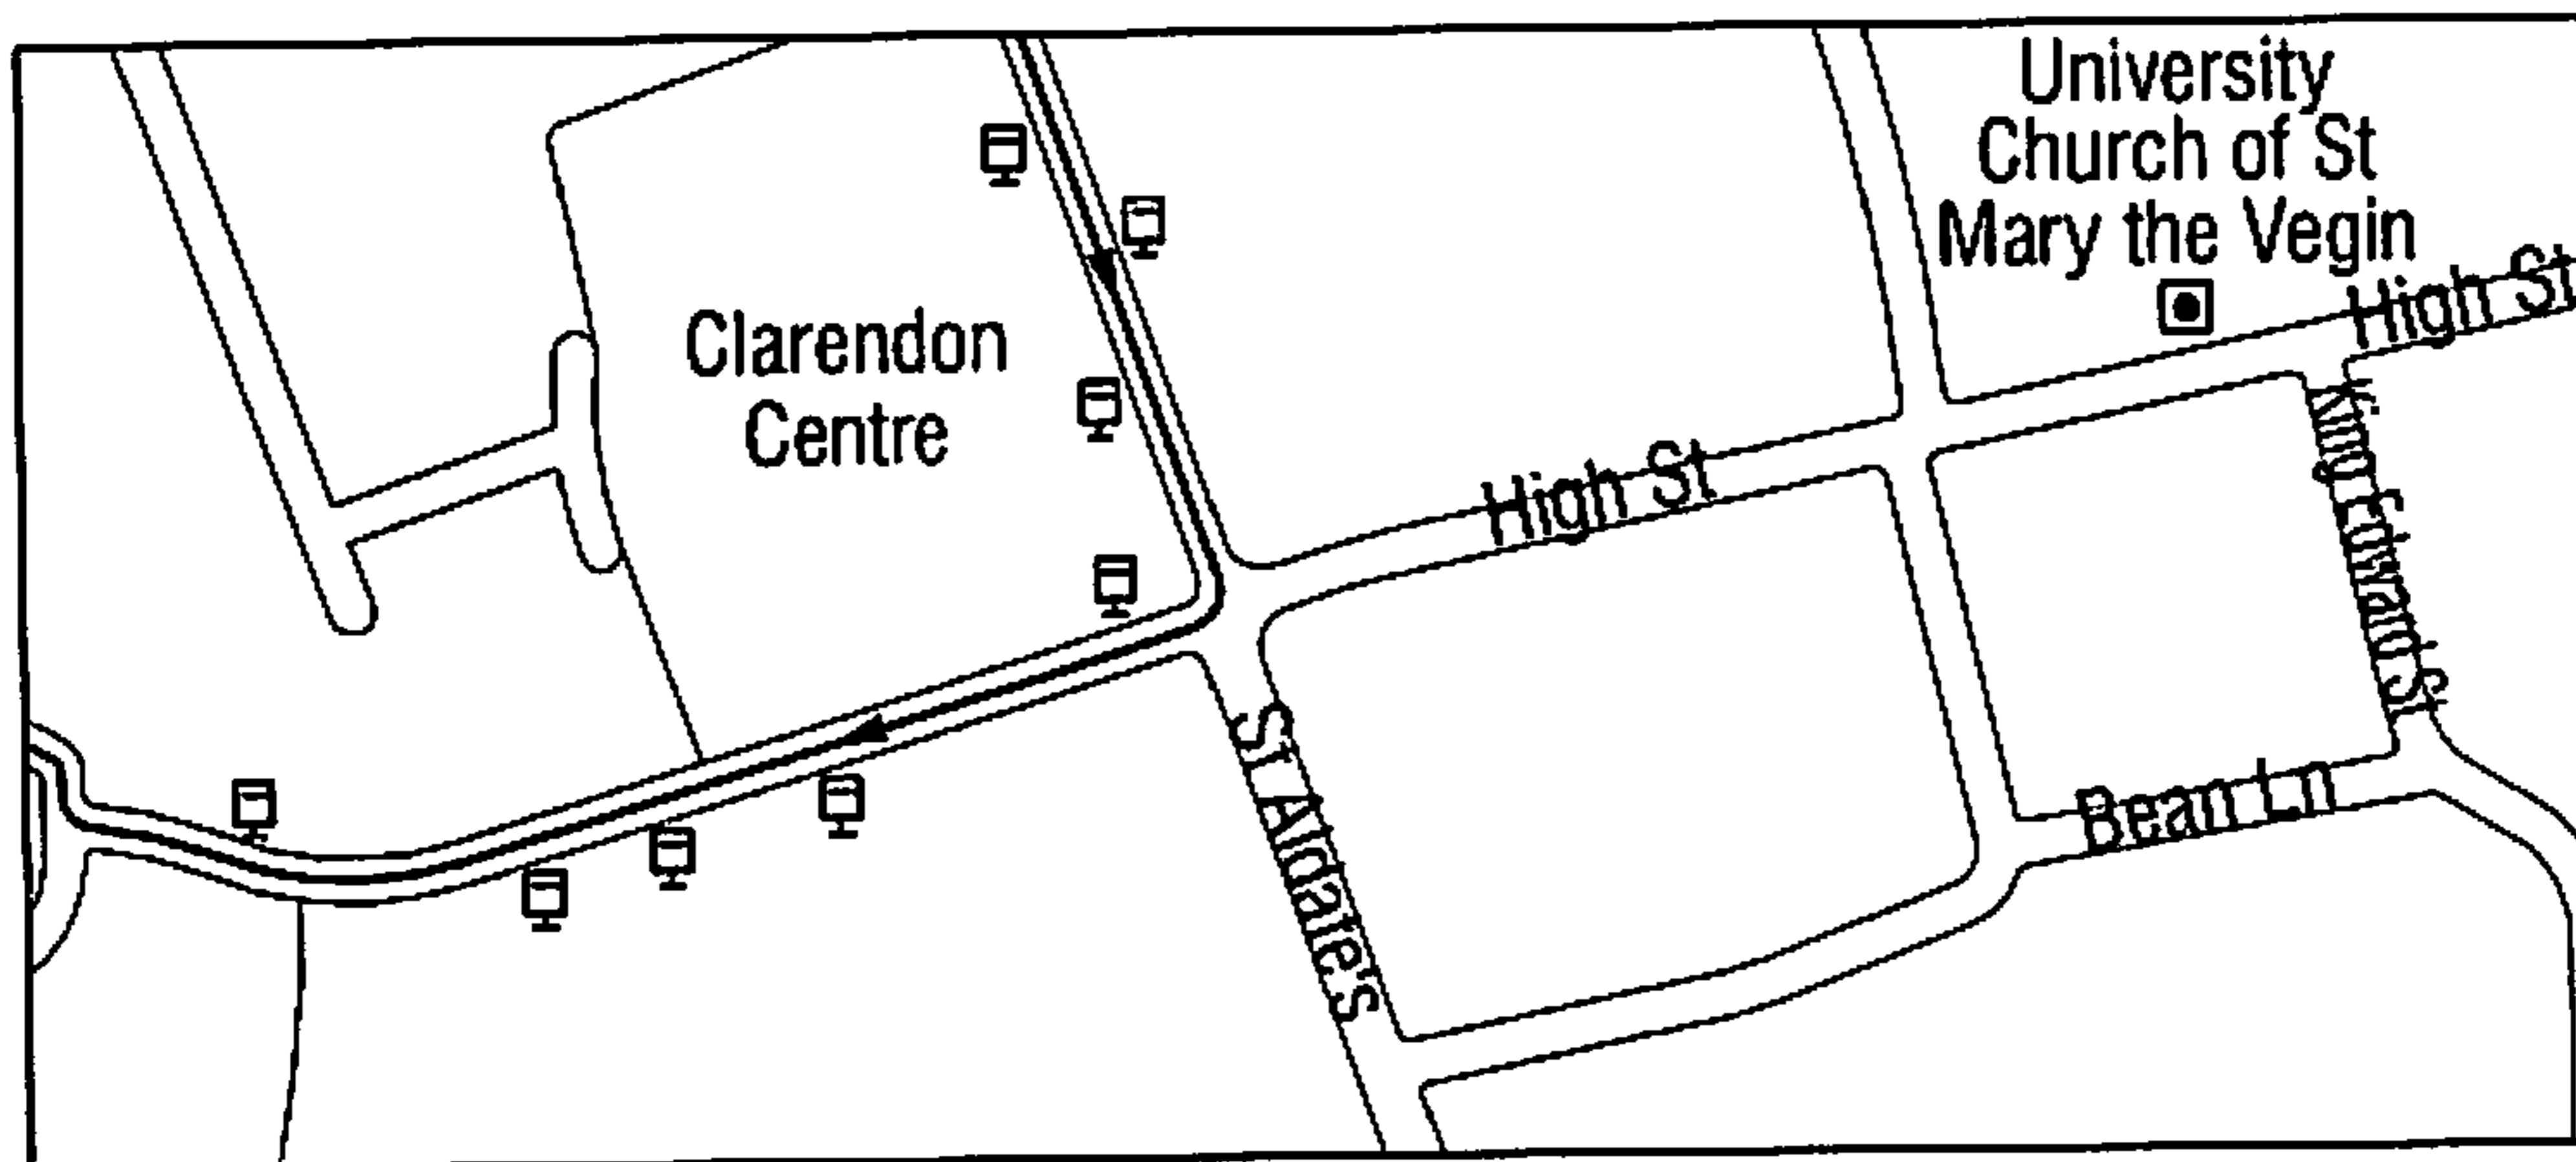 University
Church of St
Mary the Vegin
High St
Clarendon
Centre
High St
King Edward St
St Aldate's
Bean Ln